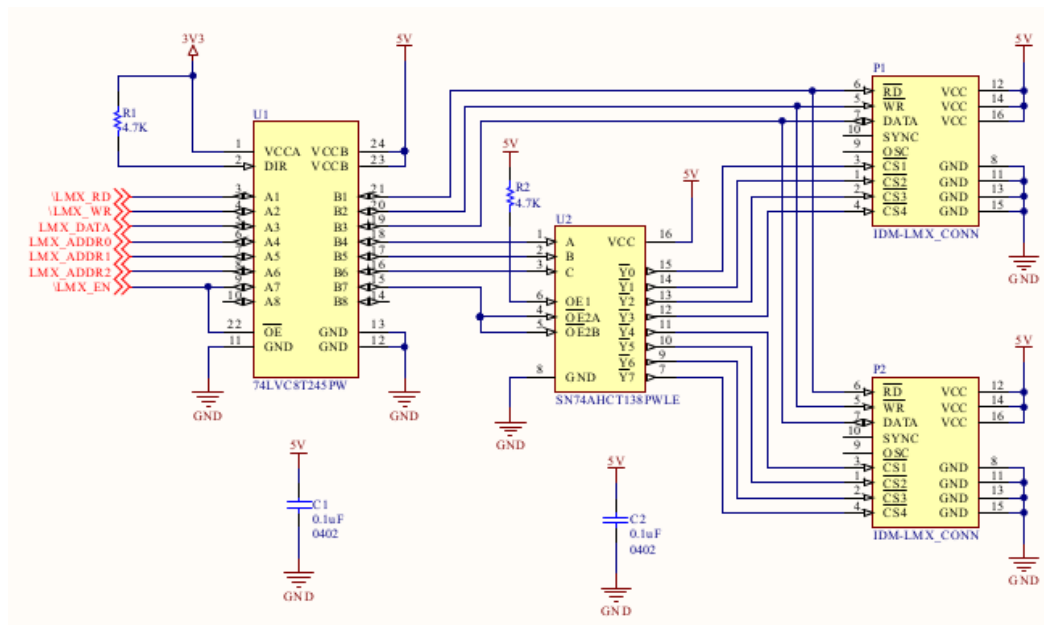 3V3
5V
R1
4.7K
U1
1 VCCA VCCB 24
2 DIR VCCB 23
\LMX_RD 3 A1 B1 21
\LMX_WR 4 A2 B2 20
LMX_DATA 5 A3 B3 19
LMX_ADDR0 6 A4 B4 18
LMX_ADDR1 7 A5 B5 17
LMX_ADDR2 8 A6 B6 16
\LMX_EN 9 A7 B7 15
10 A8 B8 14
22 OE GND 13
11 GND GND 12
74LVC8T245PW
GND
GND
5V
R2
4.7K
5V
U2
1 A VCC 16
2 B
3 C Y0 15
Y1 14
6 OE1 Y2 13
4 OE2A Y3 12
5 OE2B Y4 11
Y5 10
Y6 9
8 GND Y7 7
SN74AHCT138PWLE
GND
5V
P1
6 RD VCC 12
5 WR VCC 14
7 DATA VCC 16
10 SYNC
9 OSC
3 CS1 GND 8
1 CS2 GND 11
2 CS3 GND 13
4 CS4 GND 15
IDM-LMX_CONN
GND
5V
P2
6 RD VCC 12
5 WR VCC 14
7 DATA VCC 16
10 SYNC
9 OSC
3 CS1 GND 8
1 CS2 GND 11
2 CS3 GND 13
4 CS4 GND 15
IDM-LMX_CONN
GND
5V
C1
0.1uF
0402
GND
5V
C2
0.1uF
0402
GND